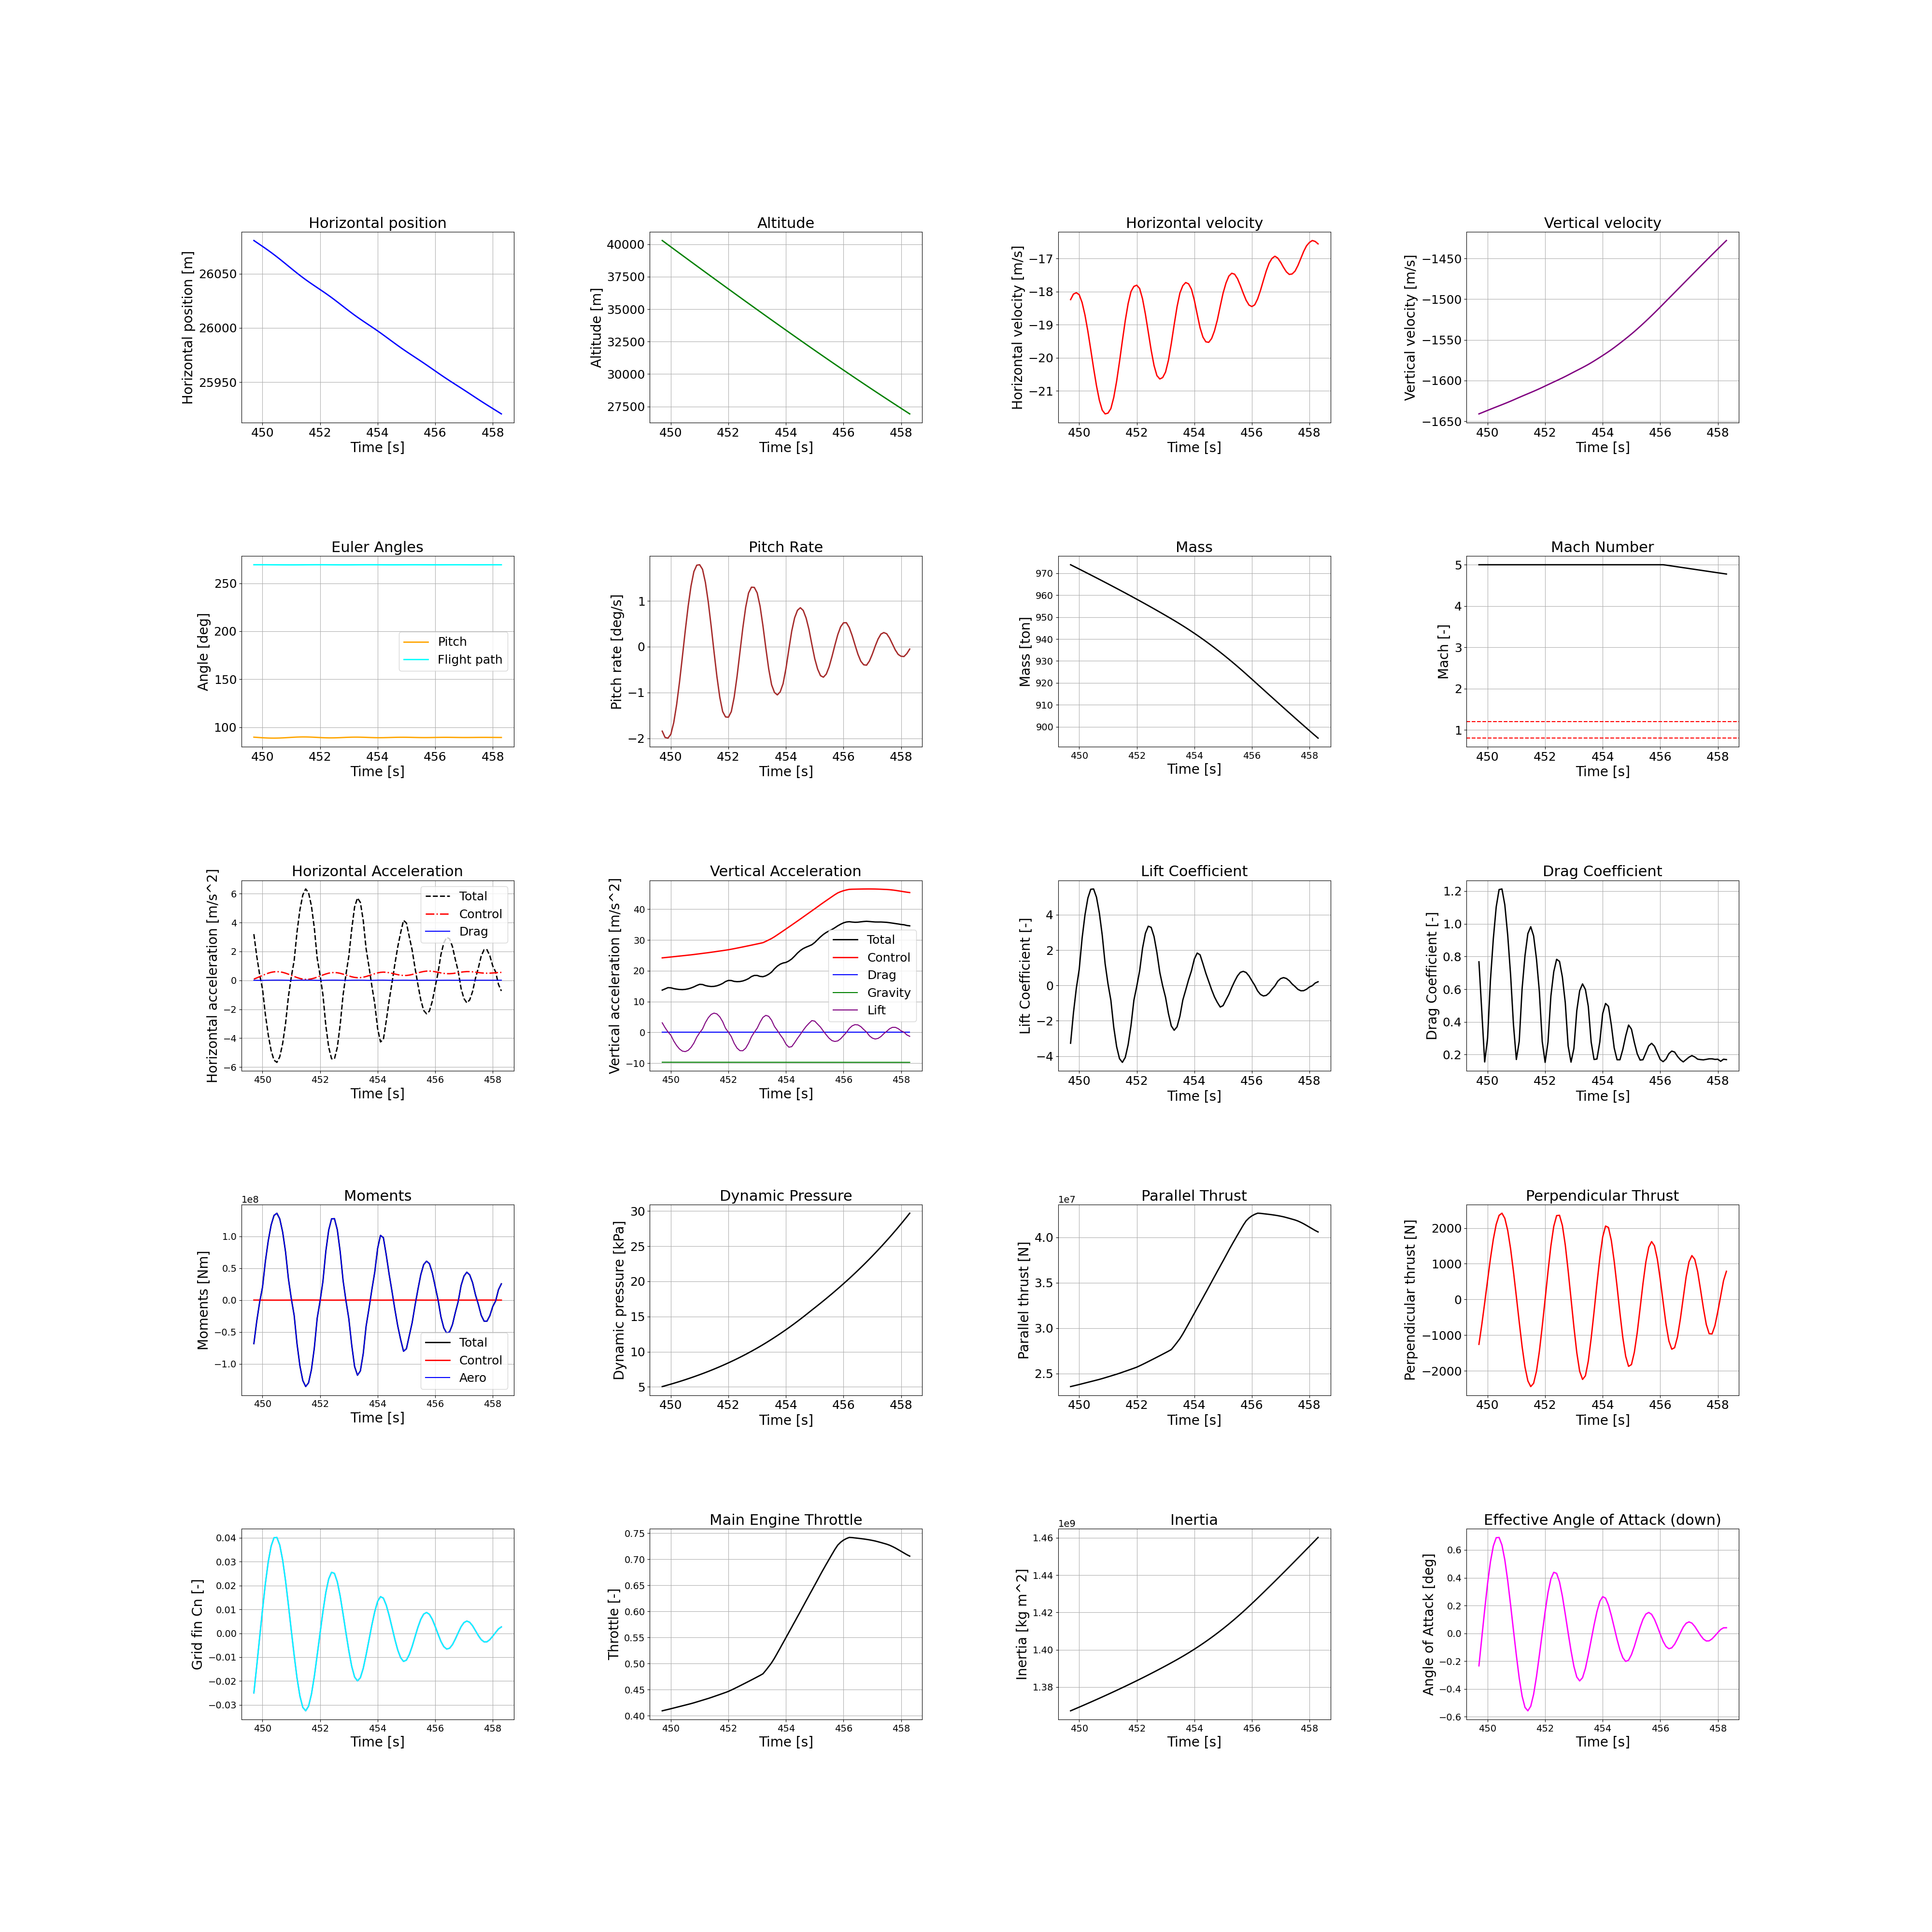 Horizontal position
Horizontal position [m]
26050
26000
25950
450 452 454 456 458
Time [s]
Altitude
Altitude [m]
40000
37500
35000
32500
30000
27500
450 452 454 456 458
Time [s]
Horizontal velocity
Horizontal velocity [m/s]
−17
−18
−19
−20
−21
450 452 454 456 458
Time [s]
Vertical velocity
Vertical velocity [m/s]
−1450
−1500
−1550
−1600
−1650
450 452 454 456 458
Time [s]
Euler Angles
Angle [deg]
250
200
150
100
Pitch
Flight path
450 452 454 456 458
Time [s]
Pitch Rate
Pitch rate [deg/s]
1
0
−1
−2
450 452 454 456 458
Time [s]
Mass
Mass [ton]
970
960
950
940
930
920
910
900
450 452 454 456 458
Time [s]
Mach Number
Mach [-]
5
4
3
2
1
450 452 454 456 458
Time [s]
Horizontal Acceleration
Horizontal acceleration [m/s^2]
6
4
2
0
−2
−4
−6
Total
Control
Drag
450 452 454 456 458
Time [s]
Vertical Acceleration
Vertical acceleration [m/s^2]
40
30
20
10
0
−10
Total
Control
Drag
Gravity
Lift
450 452 454 456 458
Time [s]
Lift Coefficient
Lift Coefficient [-]
4
2
0
−2
−4
450 452 454 456 458
Time [s]
Drag Coefficient
Drag Coefficient [-]
1.2
1.0
0.8
0.6
0.4
0.2
450 452 454 456 458
Time [s]
Moments
1e8
Moments [Nm]
1.0
0.5
0.0
−0.5
−1.0
Total
Control
Aero
450 452 454 456 458
Time [s]
Dynamic Pressure
Dynamic pressure [kPa]
30
25
20
15
10
5
450 452 454 456 458
Time [s]
Parallel Thrust
1e7
Parallel thrust [N]
4.0
3.5
3.0
2.5
450 452 454 456 458
Time [s]
Perpendicular Thrust
Perpendicular thrust [N]
2000
1000
0
−1000
−2000
450 452 454 456 458
Time [s]
Grid fin Cn [-]
0.04
0.03
0.02
0.01
0.00
−0.01
−0.02
−0.03
450 452 454 456 458
Time [s]
Main Engine Throttle
Throttle [-]
0.75
0.70
0.65
0.60
0.55
0.50
0.45
0.40
450 452 454 456 458
Time [s]
Inertia
1e9
Inertia [kg m^2]
1.46
1.44
1.42
1.40
1.38
450 452 454 456 458
Time [s]
Effective Angle of Attack (down)
Angle of Attack [deg]
0.6
0.4
0.2
0.0
−0.2
−0.4
−0.6
450 452 454 456 458
Time [s]